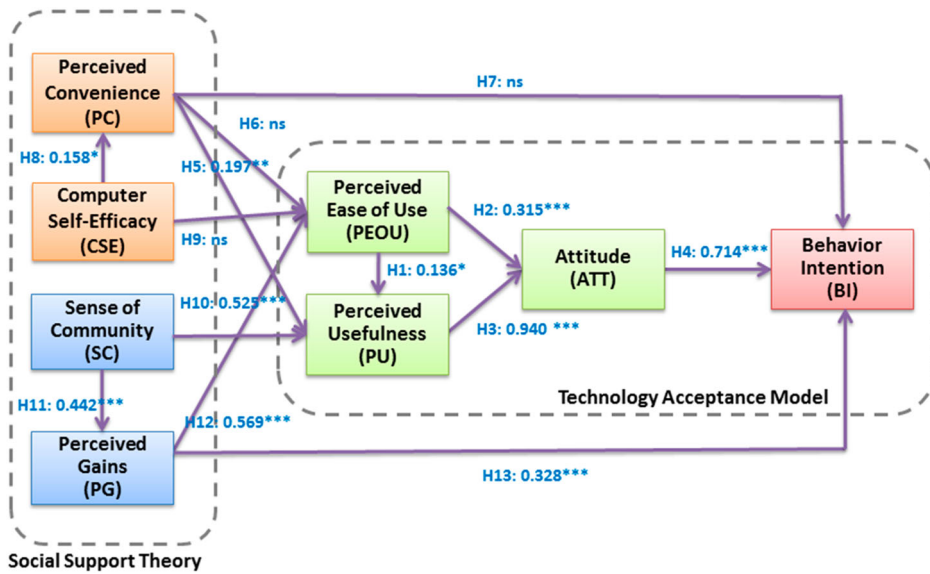 Perceived
Convenience
(PC)
H7: ns
H6: ns
H8: 0.158*
H5: 0.197**
Computer
Self-Efficacy
(CSE)
Perceived
Ease of Use
(PEOU)
H2: 0.315***
H9: ns
Attitude
(ATT)
H4: 0.714***
Behavior
Intention
(BI)
H1: 0.136*
Sense of
Community
(SC)
H10: 0.525***
Perceived
Usefulness
(PU)
H3: 0.940 ***
H11: 0.442***
Technology Acceptance Model
H12: 0.569***
Perceived
Gains
(PG)
H13: 0.328***
Social Support Theory